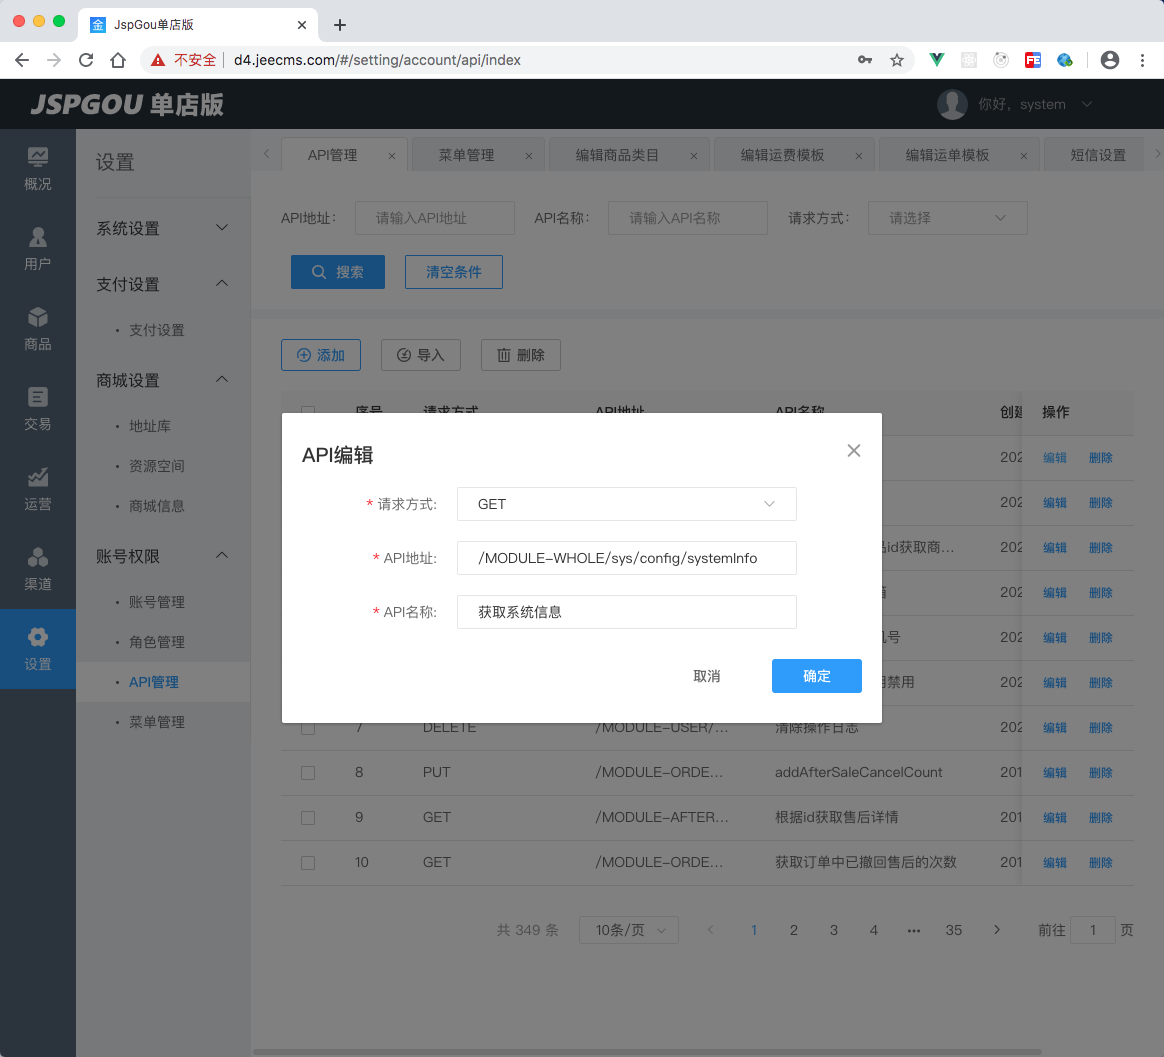 金 JspGou单店版
不安全 d4.jeecms.com/#/setting/account/api/index
FE
JSPGOU 单店版
你好，system
概况
用户
商品
交易
运营
渠道
设置
设置
系统设置
支付设置
· 支付设置
商城设置
· 地址库
· 资源空间
· 商城信息
账号权限
· 账号管理
· 角色管理
· API管理
· 菜单管理
API管理 × 菜单管理 × 编辑商品类目 × 编辑运费模板 × 编辑运单模板 × 短信设置
API地址: 请输入API地址 API名称: 请输入API名称 请求方式: 请选择
搜索 清空条件
添加 导入 删除
序号 请求方式 API地址 API名称 创建 操作
202 编辑 删除
202 编辑 删除
id获取商... 202 编辑 删除
202 编辑 删除
号 202 编辑 删除
禁用 202 编辑 删除
7 DELETE /MODULE-USER/... 清除操作日志 202 编辑 删除
8 PUT /MODULE-ORDE... addAfterSaleCancelCount 201 编辑 删除
9 GET /MODULE-AFTER... 根据id获取售后详情 201 编辑 删除
10 GET /MODULE-ORDE... 获取订单中已撤回售后的次数 201 编辑 删除
API编辑
* 请求方式: GET
* API地址: /MODULE-WHOLE/sys/config/systemInfo
* API名称: 获取系统信息
取消 确定
共 349 条 10条/页 1 2 3 4 ••• 35 前往 1 页